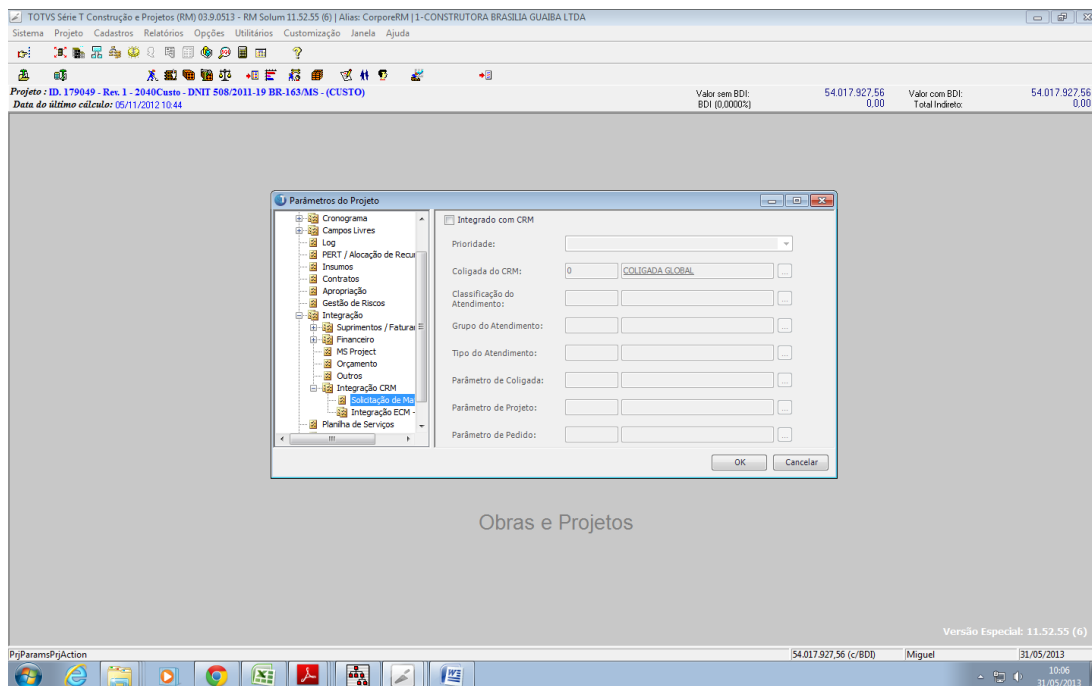 TOTVS Série T Construção e Projetos (RM) 03.9.0513 - RM Solum 11.52.55 (6) | Alias: CorporeRM | 1-CONSTRUTORA BRASILIA GUAIBA LTDA
Sistema Projeto Cadastros Relatórios Opções Utilitários Customização Janela Ajuda
Projeto : ID. 179049 - Rev. 1 - 2040Custo - DNIT 508/2011-19 BR-163/MS - (CUSTO)
Valor sem BDI: 54.017.927,56 Valor com BDI: 54.017.927,56
Data do último cálculo: 05/11/2012 10:44
BDI (0,0000%) 0,00 Total Indireto: 0,00
Parâmetros do Projeto
Cronograma
Campos Livres
Log
PERT / Alocação de Recur
Insumos
Contratos
Apropriação
Gestão de Riscos
Integração
Suprimentos / Fatura
Financeiro
MS Project
Orçamento
Outros
Integração CRM
Solicitação de Ma
Integração ECM -
Planilha de Serviços
Integrado com CRM
Prioridade:
Coligada do CRM: 0 COLIGADA GLOBAL ...
Classificação do
Atendimento: ...
Grupo do Atendimento: ...
Tipo do Atendimento: ...
Parâmetro de Coligada: ...
Parâmetro de Projeto: ...
Parâmetro de Pedido: ...
OK Cancelar
Obras e Projetos
Versão Especial: 11.52.55 (6)
PrjParamsPrjAction 54.017.927,56 (c/BDI) Miguel 31/05/2013
10:06
31/05/2013